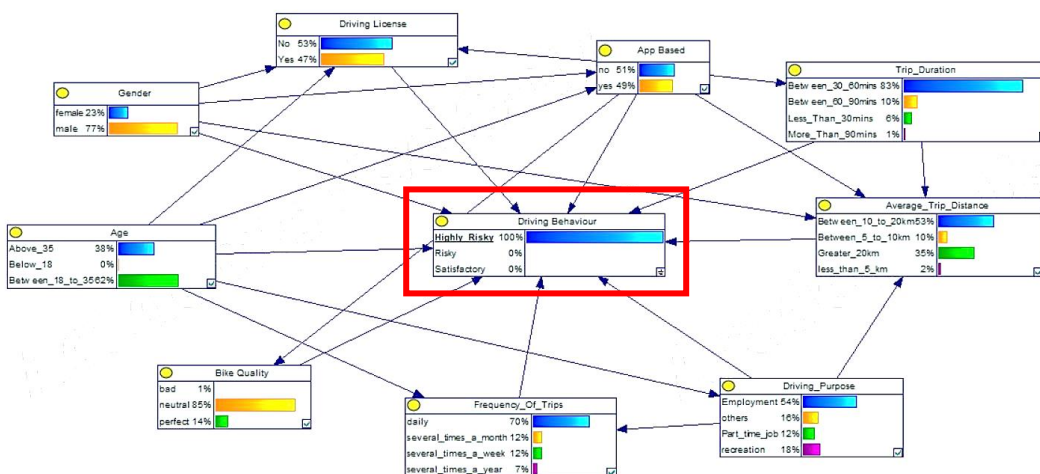 Driving License
No 53%
Yes 47%
App Based
no 51%
yes 49%
Trip_Duration
Between_30_60mins 83%
Between_60_90mins 10%
Less_Than_30mins 6%
More_Than_90mins 1%
Gender
female 23%
male 77%
Driving Behaviour
Highly_Risky 100%
Risky 0%
Satisfactory 0%
Average_Trip_Distance
Between_10_to_20km 53%
Between_5_to_10km 10%
Greater_20km 35%
less_than_5_km 2%
Age
Above_35 38%
Below_18 0%
Between_18_to_35 62%
Bike Quality
bad 1%
neutral 85%
perfect 14%
Frequency_Of_Trips
daily 70%
several_times_a_month 12%
several_times_a_week 12%
several_times_a_year 7%
Driving_Purpose
Employment 54%
others 16%
Part_time_job 12%
recreation 18%